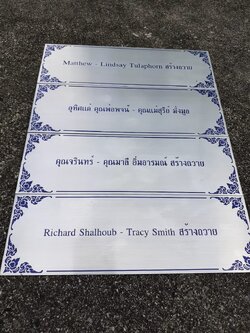 Matthew - Lindsay Tulaphorn สร้างถวาย
อุทิศแด่ คุณพ่อพจน์ - คุณแม่สุรีย์ มั่งมูล
คุณจรินทร์ - คุณมาลี อิ่มอารมณ์ สร้างถวาย
Richard Shalhoub - Tracy Smith สร้างถวาย